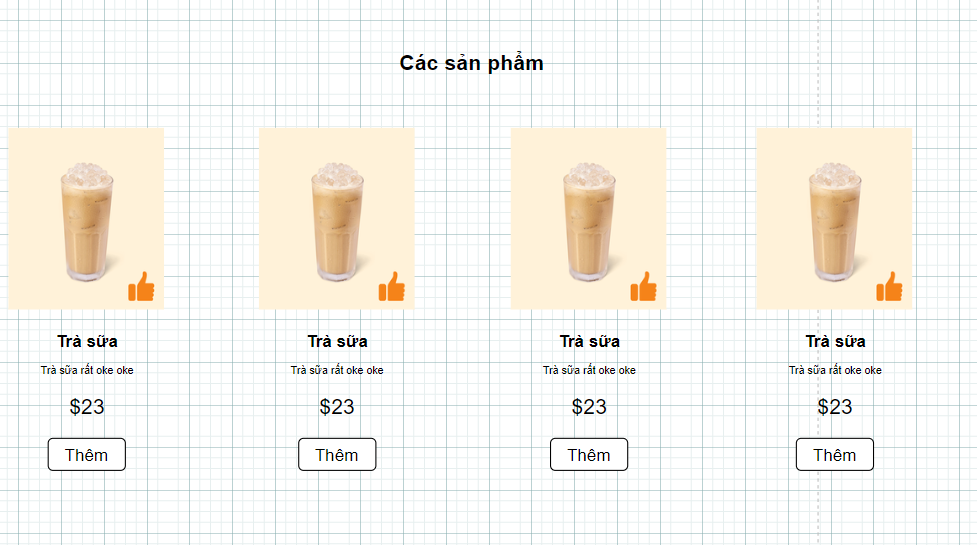 Các sản phẩm
Trà sữa
Trà sữa rất oke oke
$23
Thêm
Trà sữa
Trà sữa rất oke oke
$23
Thêm
Trà sữa
Trà sữa rất oke oke
$23
Thêm
Trà sữa
Trà sữa rất oke oke
$23
Thêm